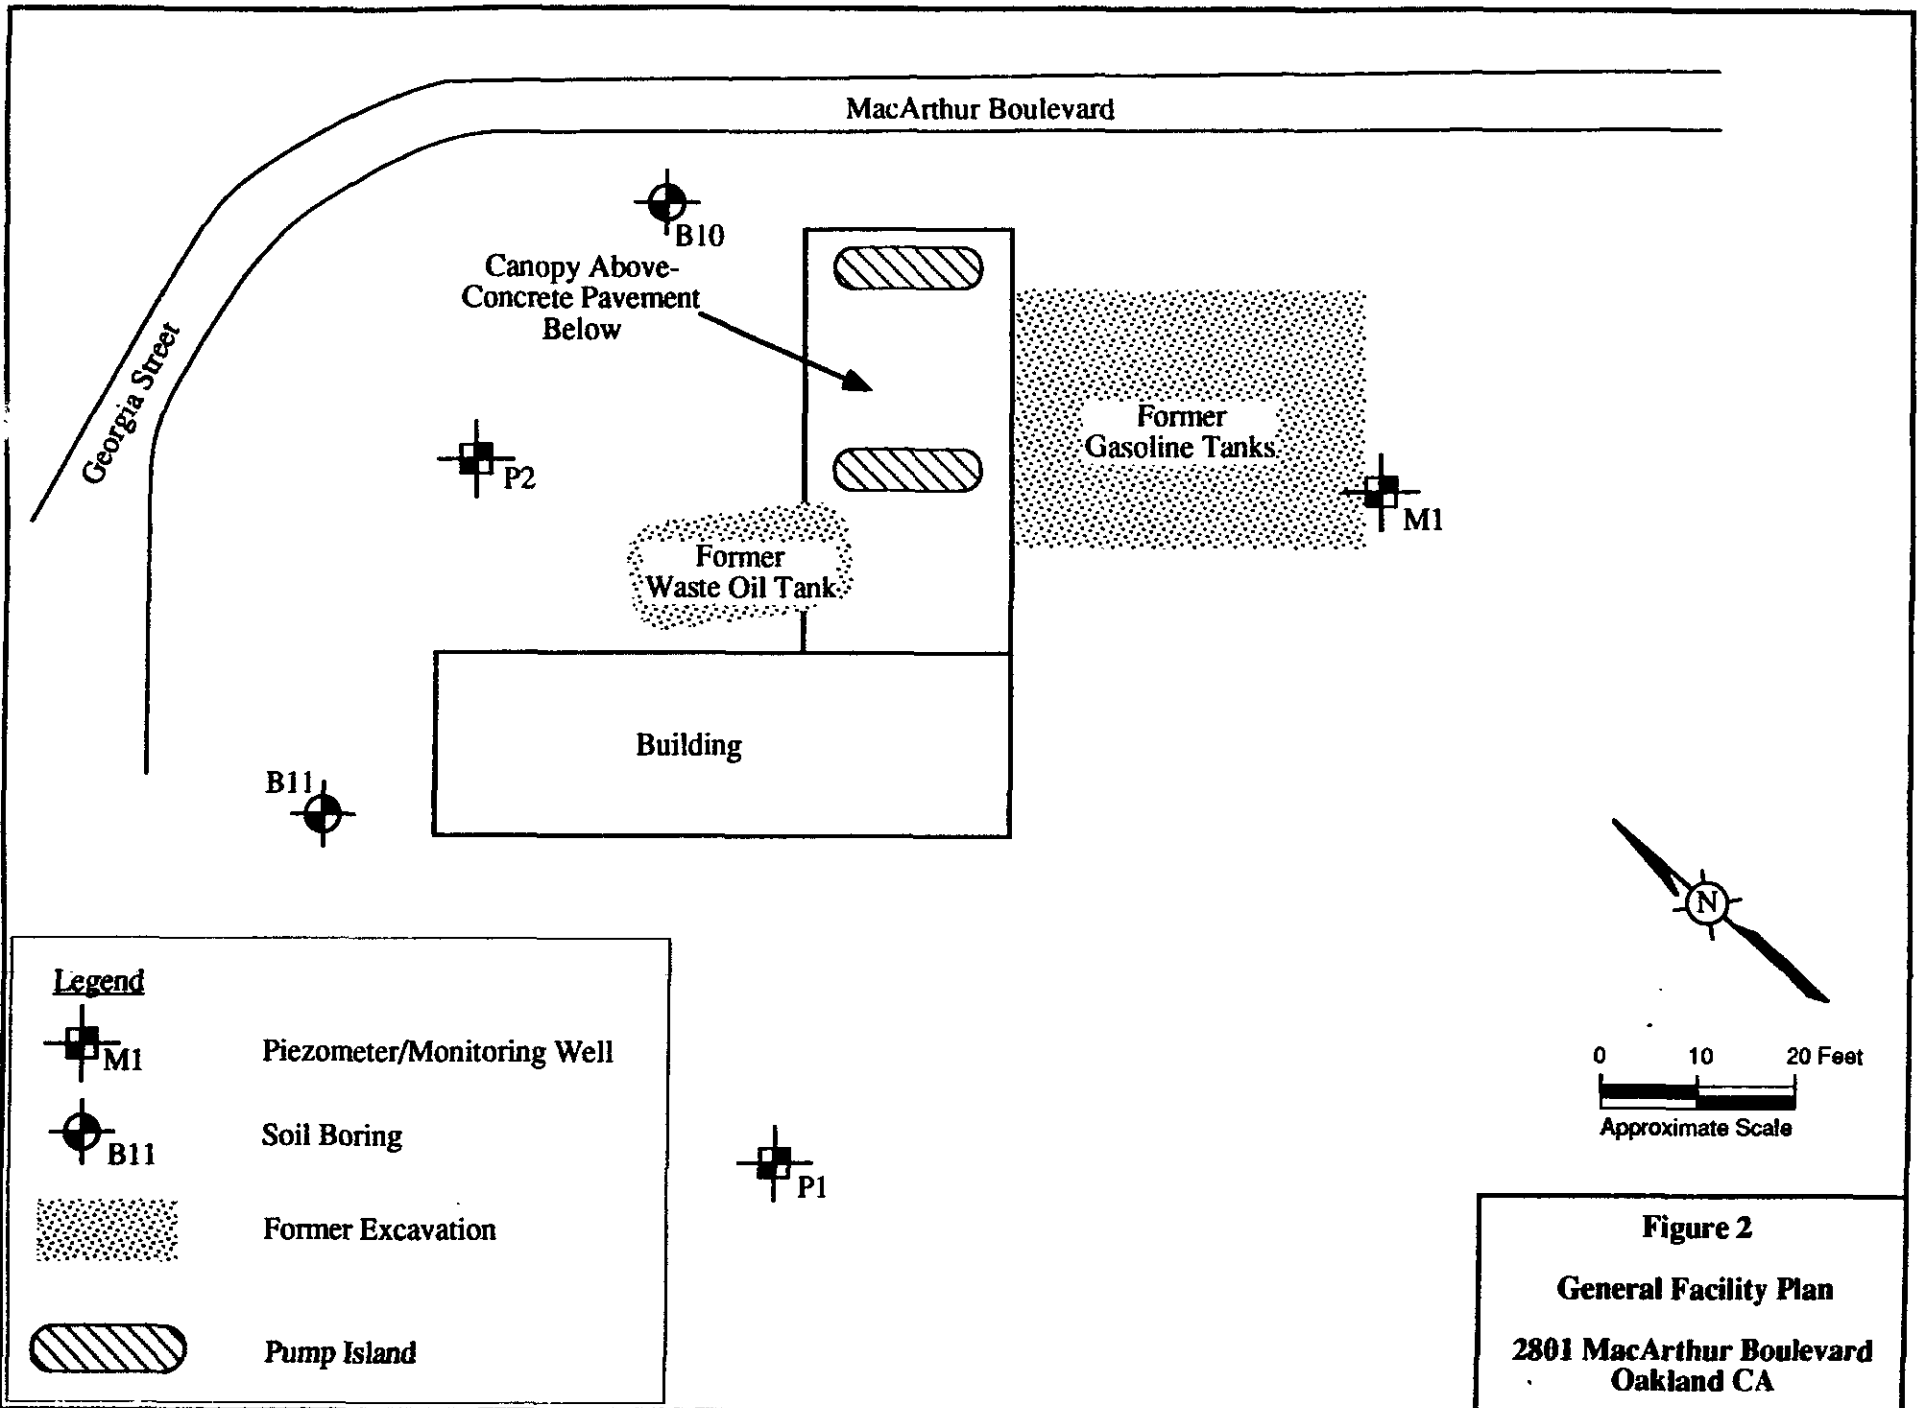 MacArthur Boulevard
B10
Canopy Above-
Concrete Pavement
Below
Georgia Street
P2
Former
Gasoline Tanks
M1
Former
Waste Oil Tank
Building
B11
N
Legend
M1
Piezometer/Monitoring Well
B11
Soil Boring
Former Excavation
Pump Island
P1
0 10 20 Feet
Approximate Scale
Figure 2
General Facility Plan
2801 MacArthur Boulevard
Oakland CA